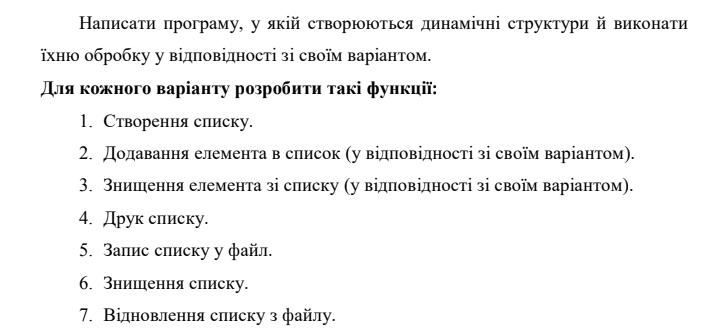 Написати програму, у якій створюються динамічні структури й виконати
їхню обробку у відповідності зі своїм варіантом.
Для кожного варіанту розробити такі функції:
1. Створення списку.
2. Додавання елемента в список (у відповідності зі своїм варіантом).
3. Знищення елемента зі списку (у відповідності зі своїм варіантом).
4. Друк списку.
5. Запис списку у файл.
6. Знищення списку.
7. Відновлення списку з файлу.